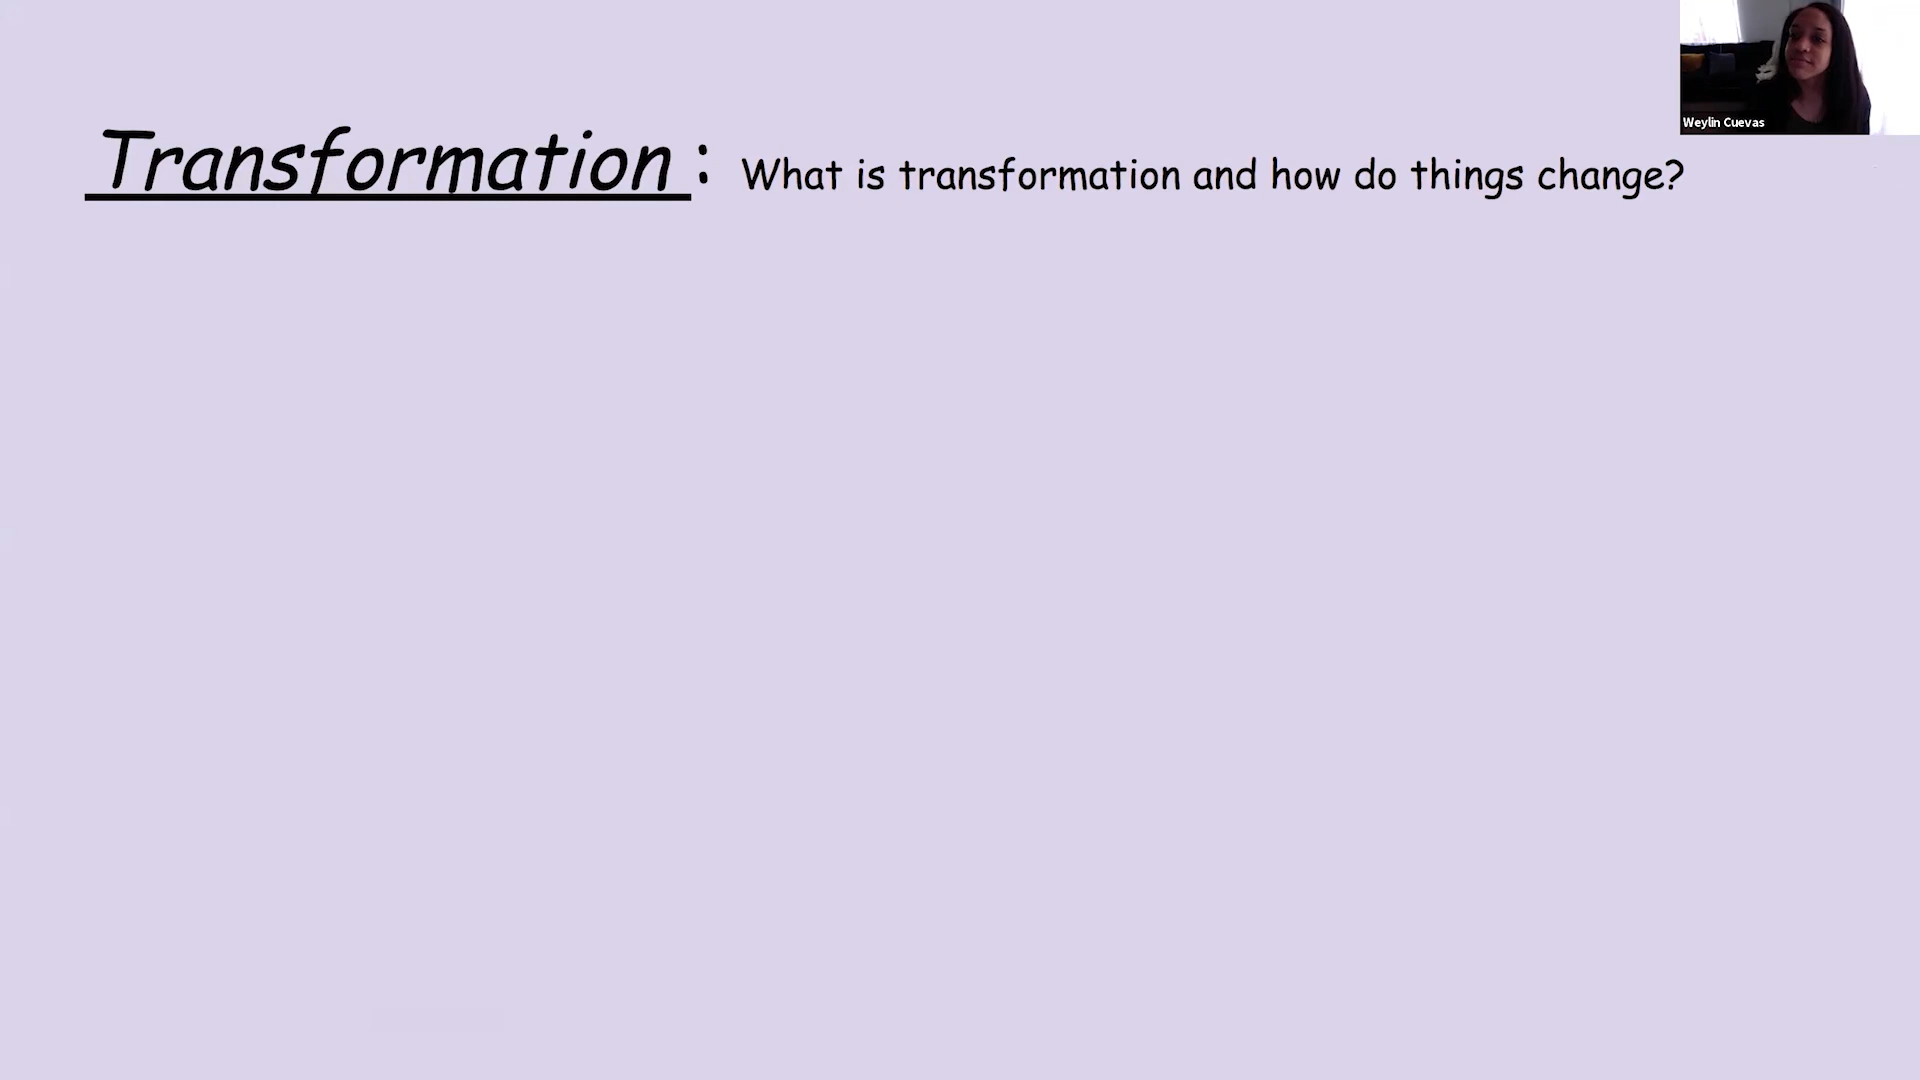 Transformation: What is transformation and how do things change?
Weylin Cuevas